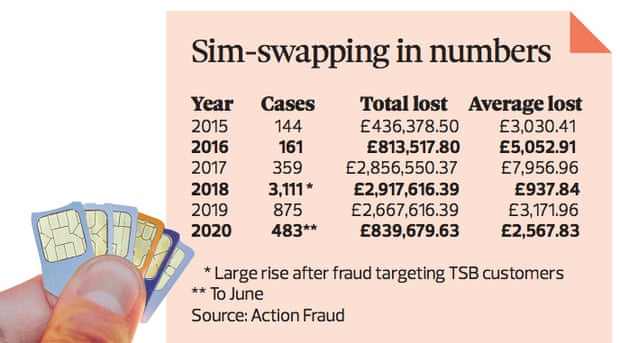 Sim-swapping in numbers
Year Cases Total lost Average lost
2015 144 £436,378.50 £3,030.41
2016 161 £813,517.80 £5,052.91
2017 359 £2,856,550.37 £7,956.96
2018 3,111 * £2,917,616.39 £937.84
2019 875 £2,667,616.39 £3,171.96
2020 483** £839,679.63 £2,567.83
* Large rise after fraud targeting TSB customers
** To June
Source: Action Fraud